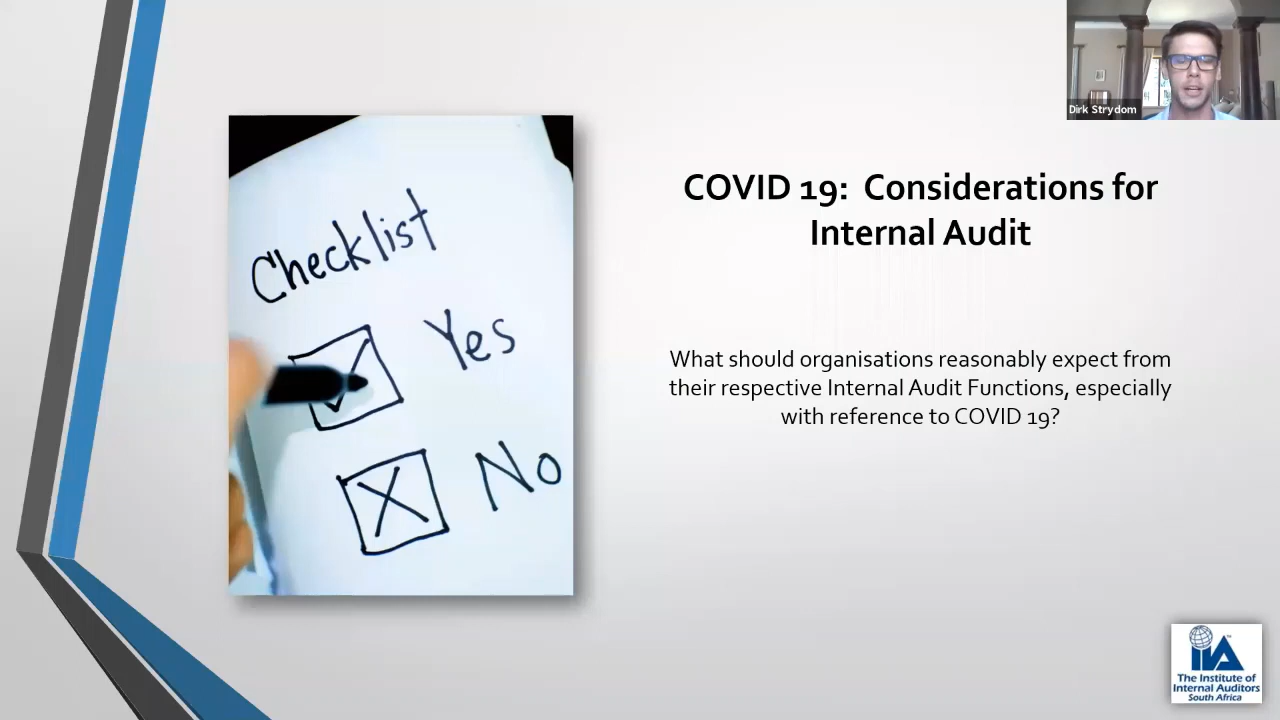 Dirk Strydom
COVID 19:  Considerations for
Internal Audit
Checklist
Yes
No
What should organisations reasonably expect from
their respective Internal Audit Functions, especially
with reference to COVID 19?
IIA
The Institute of
Internal Auditors
South Africa